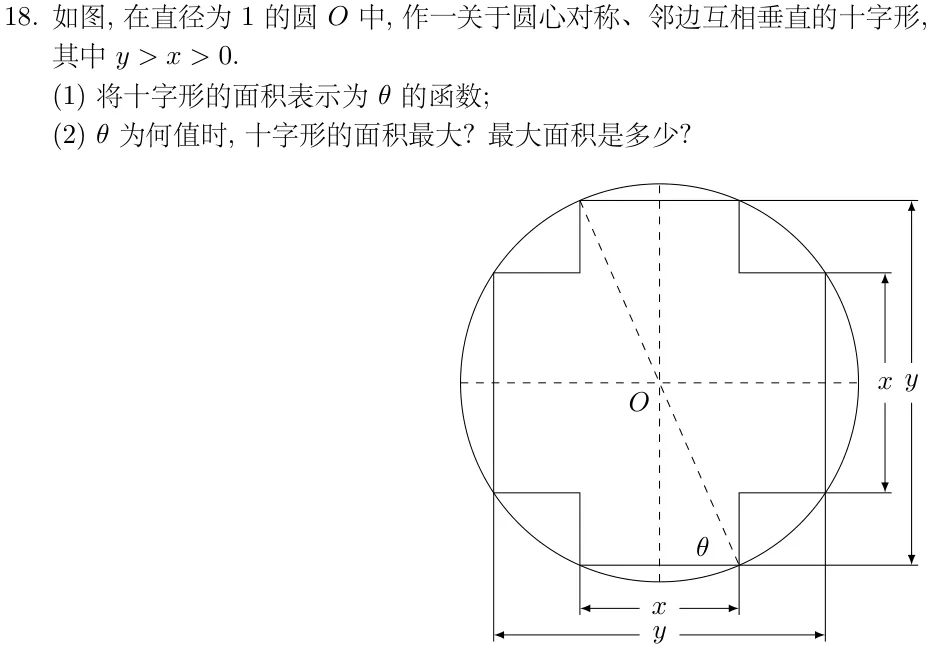 18. 如图, 在直径为 1 的圆 O 中, 作一关于圆心对称、邻边互相垂直的十字形,
其中 y > x > 0.
(1) 将十字形的面积表示为 θ 的函数;
(2) θ 为何值时, 十字形的面积最大? 最大面积是多少?
x y
O
θ
x
y